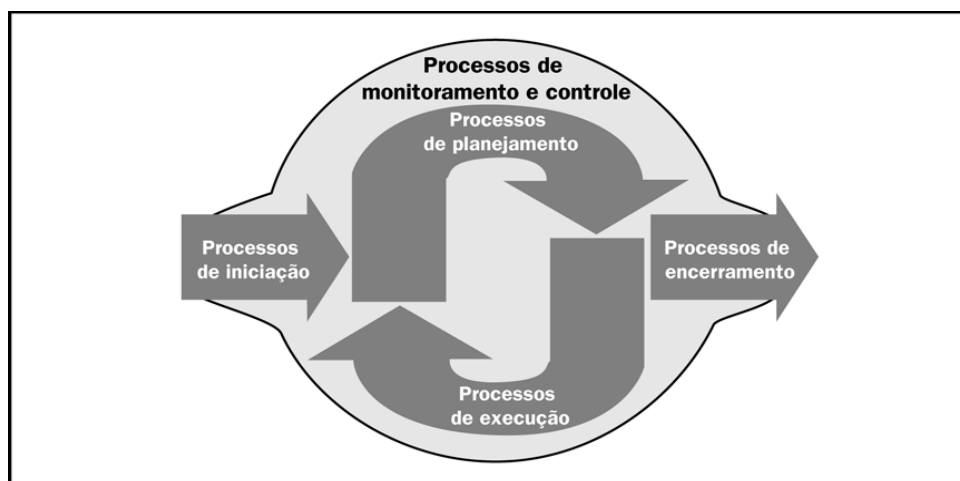 Processos de
monitoramento e controle
Processos
de planejamento
Processos
de iniciação
Processos de
encerramento
Processos
de execução